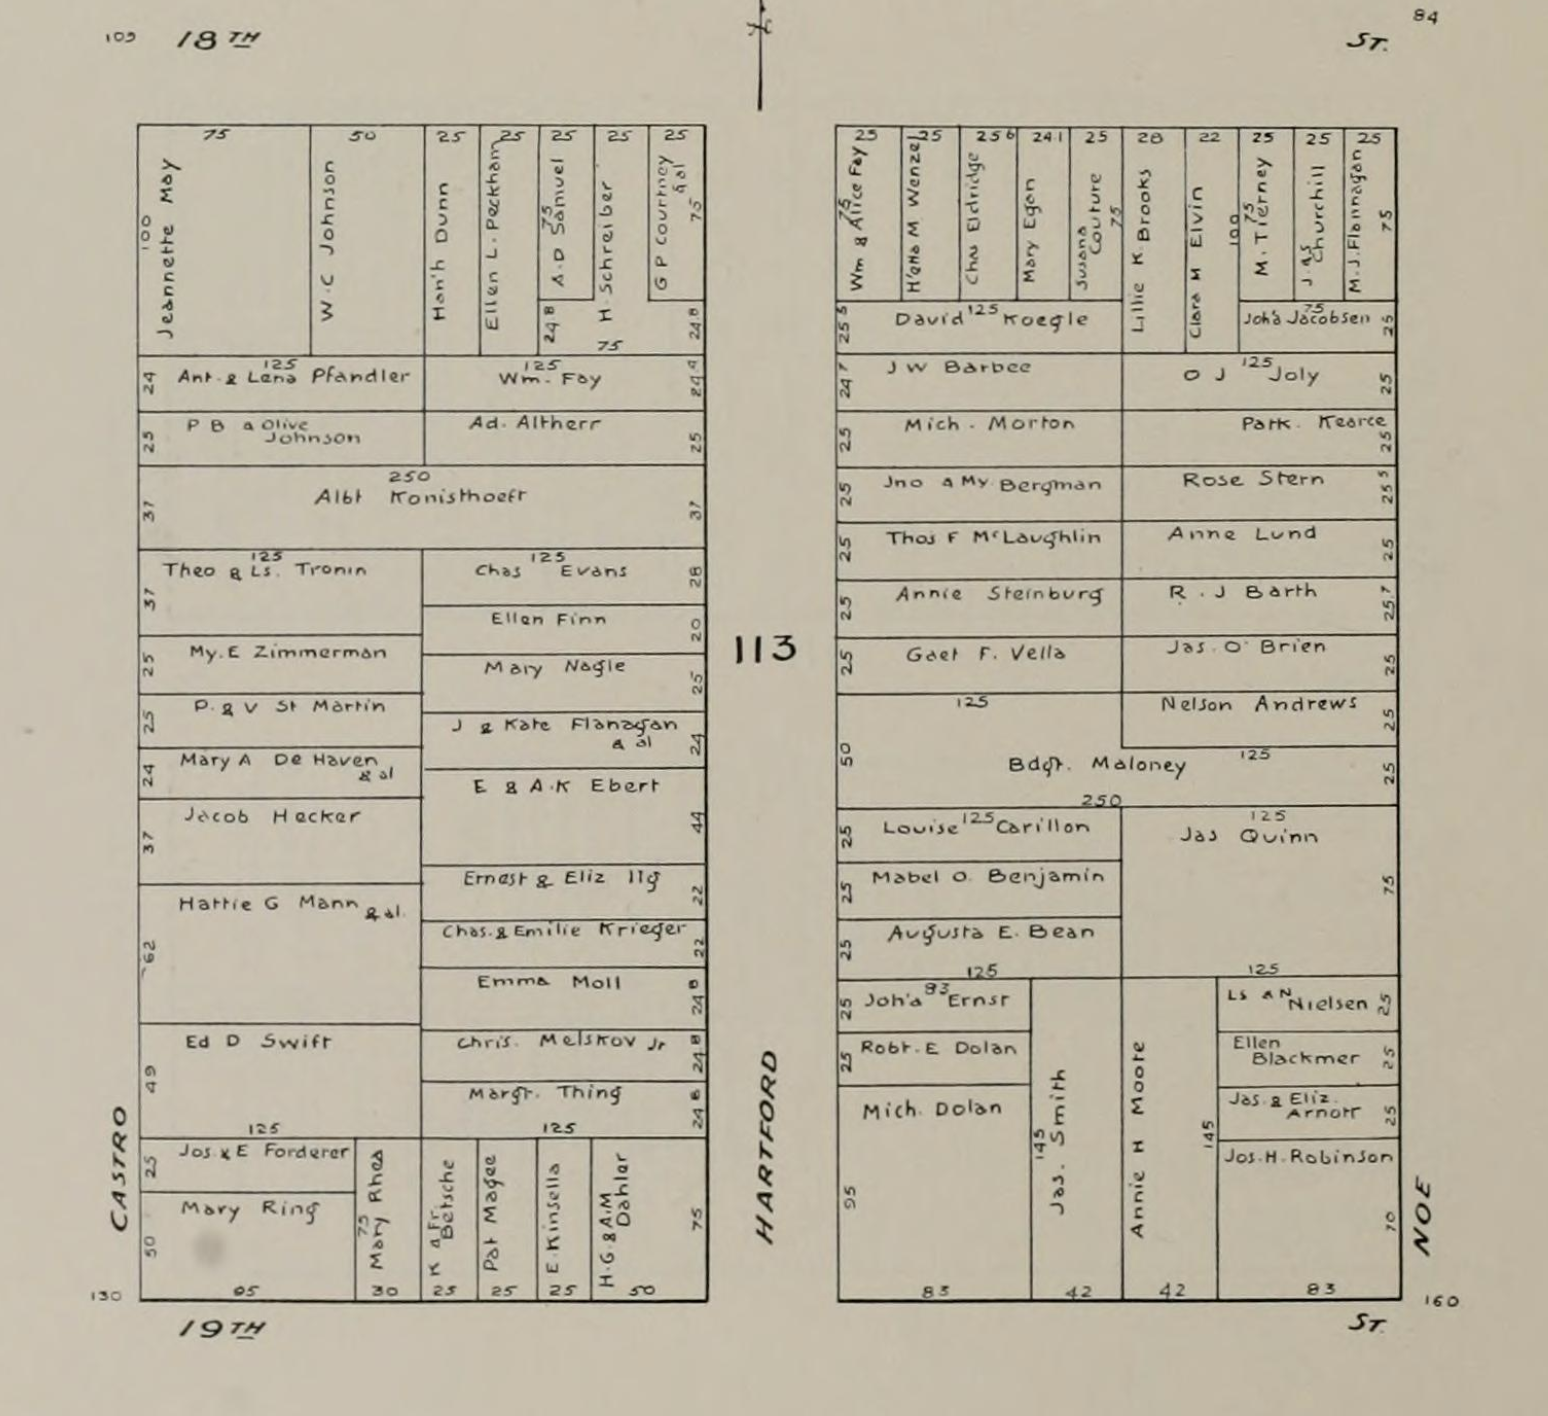 109 18TH ST. 84
75 50 25 25 25 25 25
100 Jeannette May
W.C Johnson
Han'h Dunn
Ellen L. Peckham
75 A.D Samuel
24 8
H. Schreiber
75
G P Courtney & al
75
24 8
125
24 Ant. & Lena Pfandler
125
Wm. Foy 24 4
25 P B & Olive Johnson
Ad. Altherr 25
250
37 Albt Konisthoeft 37
125
37 Theo & Ls. Tronin
125
Chas Evans 28
Ellen Finn 20
25 My. E Zimmerman
Mary Nagle 25
25 P. & V St Martin
J & Kate Flanagan & al 24
24 Mary A De Haven & al
E & A.K Ebert 44
37 Jacob Hecker
Ernest & Eliz Ilg 22
62 Hattie G Mann & al.
Chas. & Emilie Krieger 22
Emma Moll 24 8
49 Ed D Swift
125
Chris. Melskov Jr 24 8
Margt. Thing 24 8
125
25 Jos & E Forderer
50 Mary Ring
95
75 Mary Rhea
30
K & Fr. Betsche
25
Pat Magee
25
E. Kinsella
25
H.G. & A.M Dahler
50
75
CASTRO
113
HARTFORD
25 25 25 6 24 1 25 28 22 25 25 25
Wm & Alice Foy
75
H'etta M Wenzel
Chas Eldridge
Mary Egan
Susana Couture
75
Lillie K Brooks
Clara M Elvin
100
M. Tierney
75
Jas Churchill
M.J. Flannagan
75
25 5 David 125 Koegle
75
Joh'a Jacobsen 25
24 7 J W Barbee
125
O J Joly 25
25 Mich. Morton
Patk. Kearce 25
25 Jno & My Bergman
Rose Stern 25 5
25 Thos F McLaughlin
Anne Lund 25
25 Annie Steinburg
R.J Barth 25.7
25 Gaet F. Vella
Jas. O'Brien 25
125
Nelson Andrews 25
125
50 Bdgt. Maloney 25
250
25 Louise 125 Carillon
125
Jas Quinn
75
25 Mabel O. Benjamin
25 Augusta E. Bean
125
125
25 Joh'a 83 Ernst
25 Robt. E Dolan
Mich. Dolan
95
83
145 Jas. Smith
42
Annie H Moore
145
42
Ls & N Nielsen 25
Ellen Blackmer 25
Jas. & Eliz. Arnott 25
Jos. H. Robinson
70
83
NOE
130 19TH ST. 160